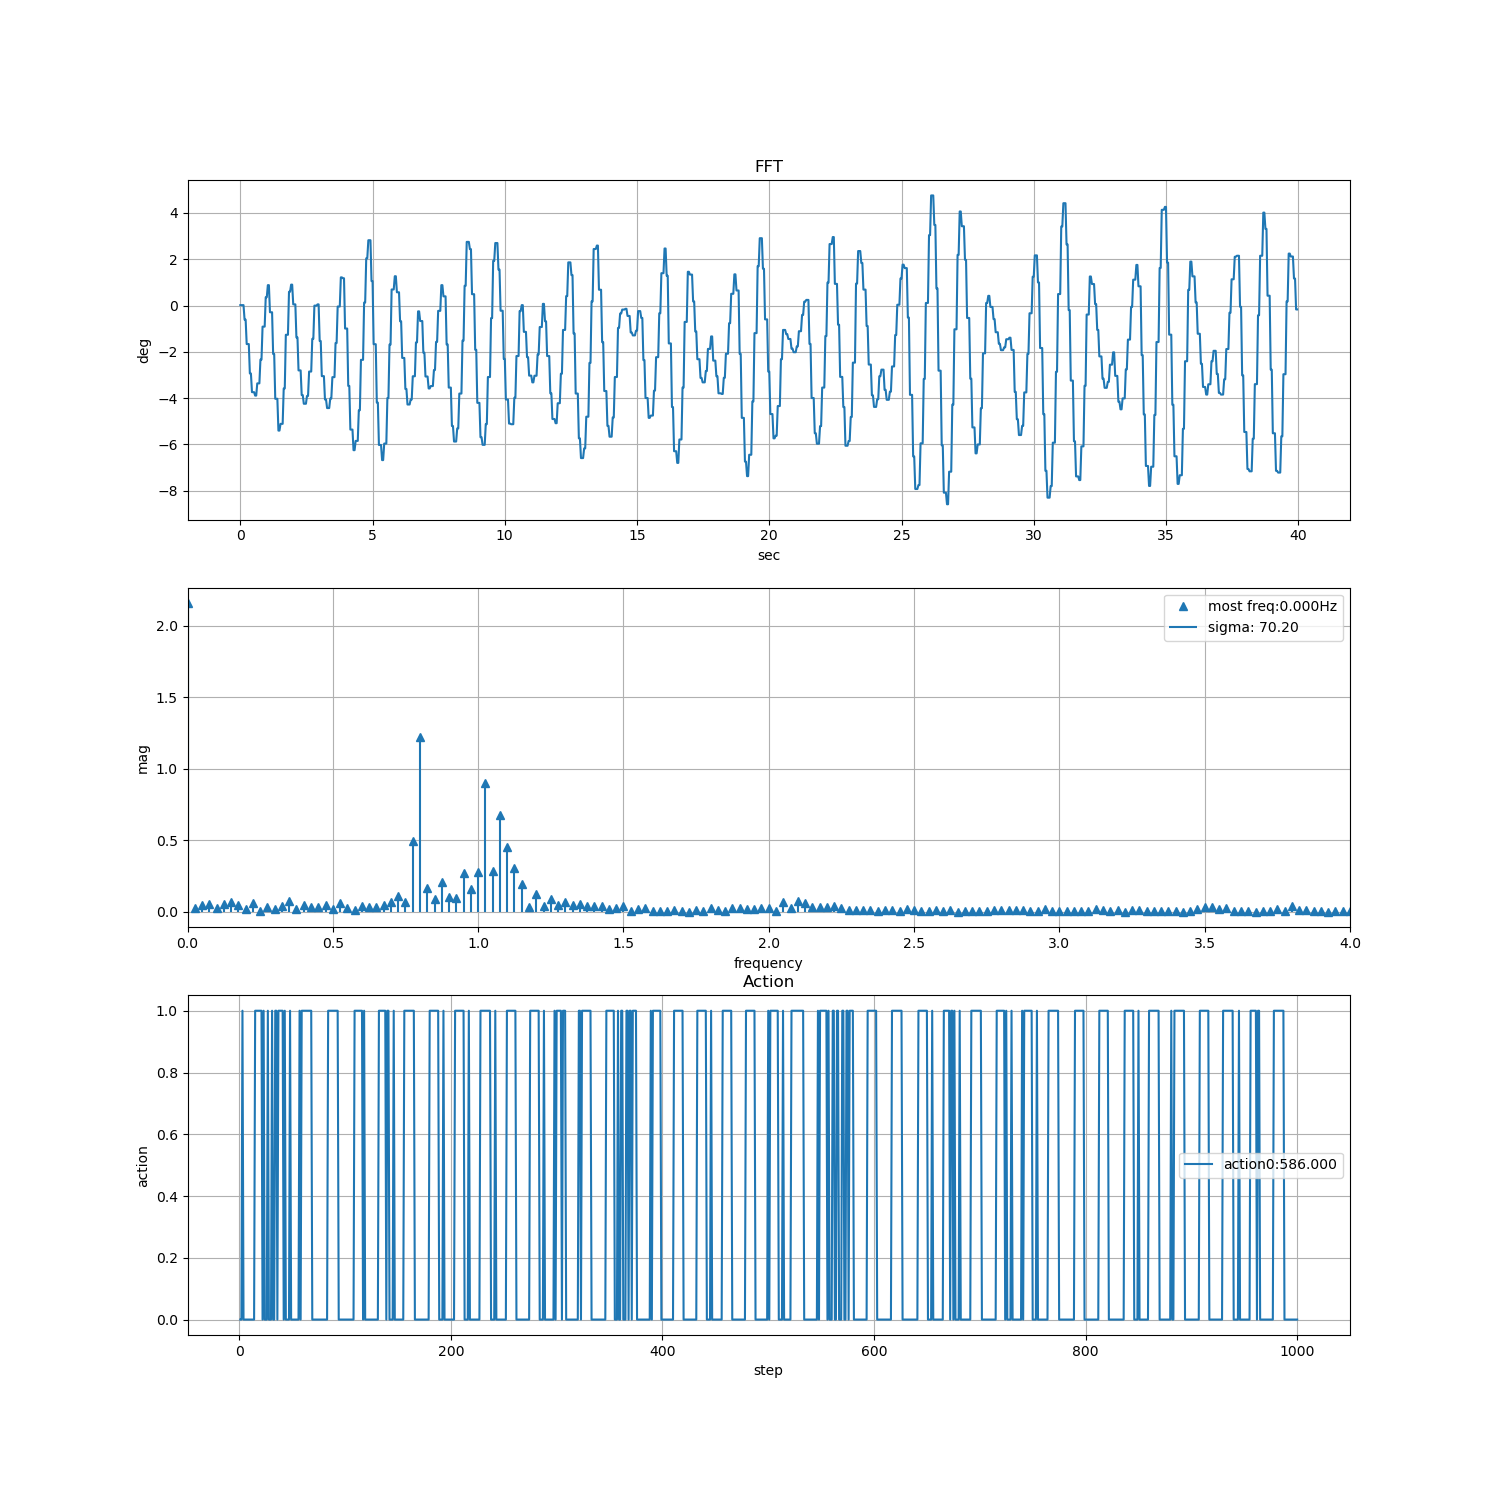 FFT
4
2
0
−2
−4
−6
−8
deg
0 5 10 15 20 25 30 35 40
sec
2.0
1.5
1.0
0.5
0.0
mag
most freq:0.000Hz
sigma: 70.20
0.0 0.5 1.0 1.5 2.0 2.5 3.0 3.5 4.0
frequency
Action
1.0
0.8
0.6
0.4
0.2
0.0
action
action0:586.000
0 200 400 600 800 1000
step